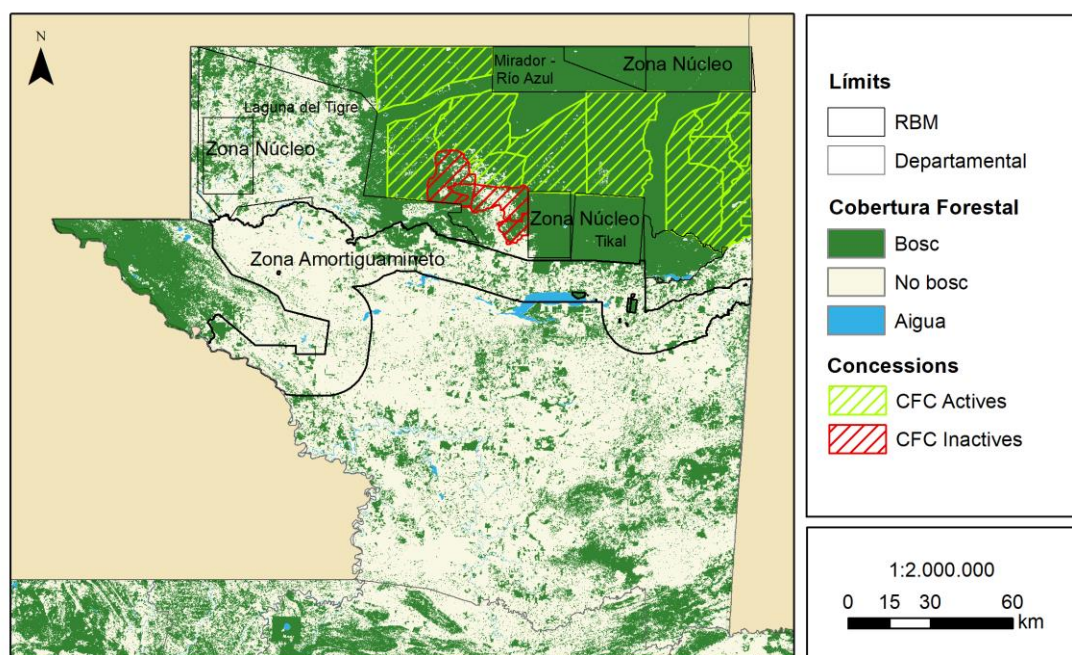 N
Mirador -
Río Azul
Zona Núcleo
Laguna del Tigre
Zona Núcleo
Zona Núcleo
Tikal
Zona Amortiguamineto
Límits
RBM
Departamental
Cobertura Forestal
Bosc
No bosc
Aigua
Concessions
CFC Actives
CFC Inactives
1:2.000.000
0 15 30 60
km